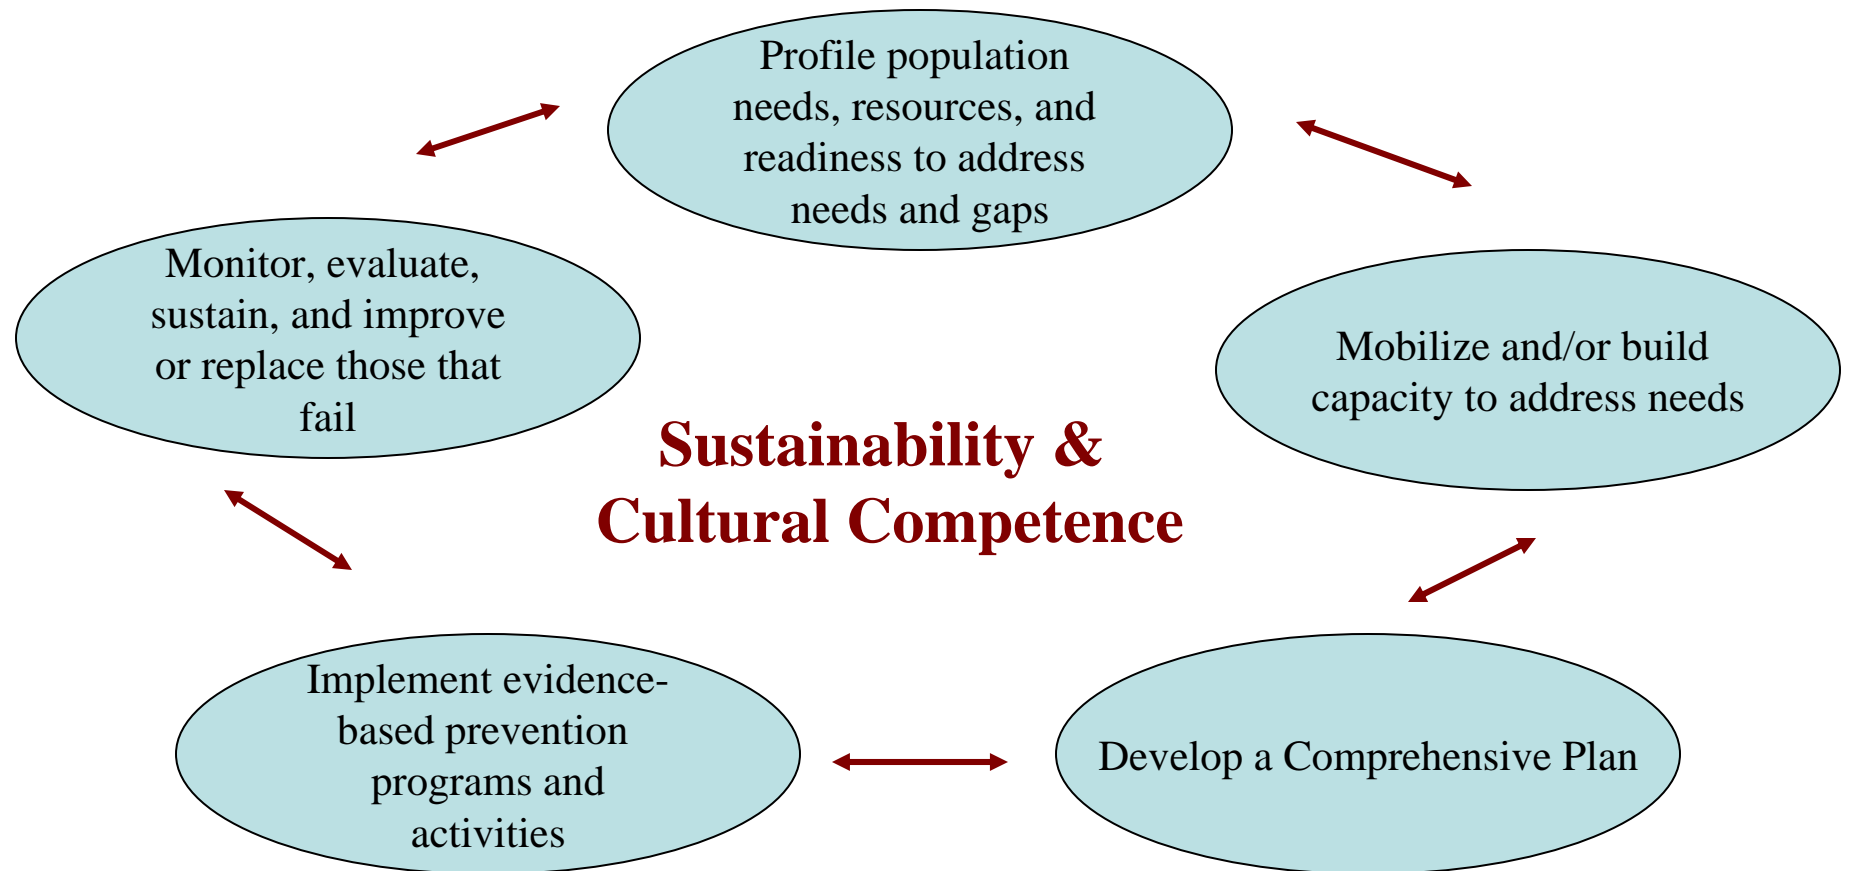 Profile population
needs, resources, and
readiness to address
needs and gaps
Monitor, evaluate,
sustain, and improve
or replace those that
fail
Mobilize and/or build
capacity to address needs
Sustainability &
Cultural Competence
Implement evidence-
based prevention
programs and
activities
Develop a Comprehensive Plan